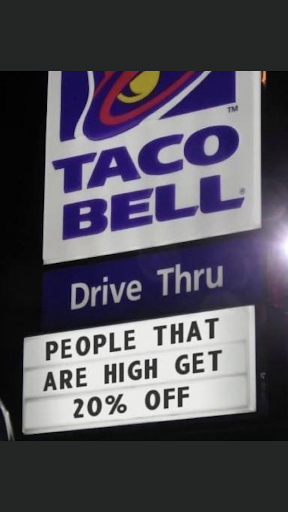 TACO
BELL
Drive Thru
PEOPLE THAT
ARE HIGH GET
20% OFF